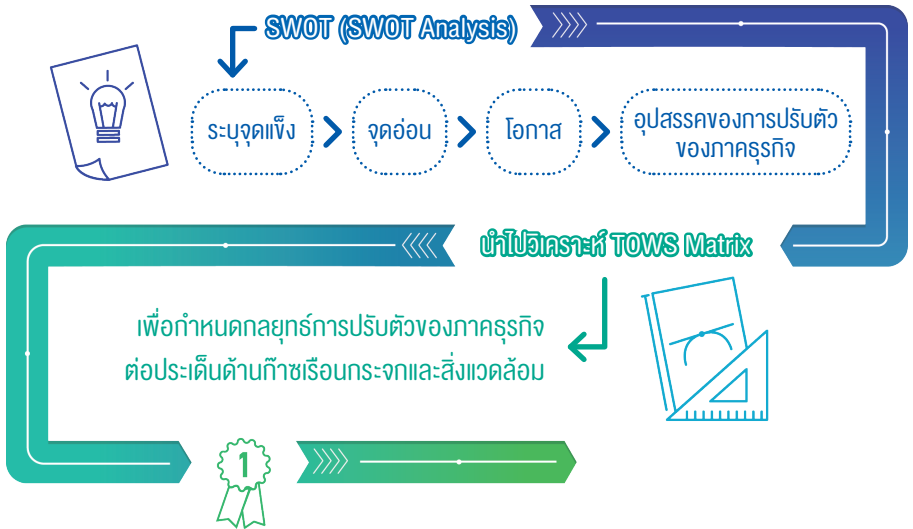 SWOT (SWOT Analysis)
ระบุจุดแข็ง
จุดอ่อน
โอกาส
อุปสรรคของการปรับตัว
ของภาคธุรกิจ
นำไปวิเคราะห์ TOWS Matrix
เพื่อกำหนดกลยุทธ์การปรับตัวของภาคธุรกิจ
ต่อประเด็นด้านก๊าซเรือนกระจกและสิ่งแวดล้อม
1